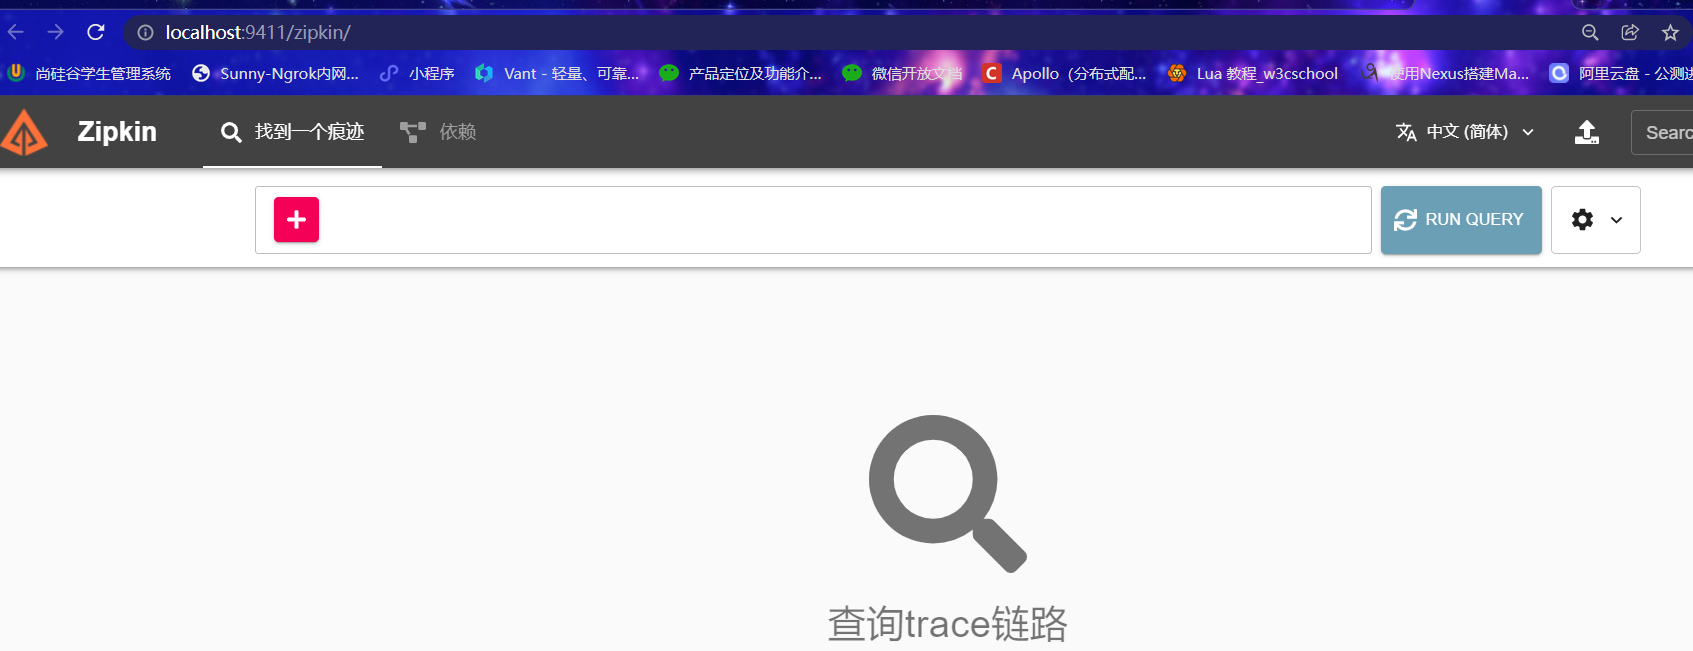 localhost:9411/zipkin/
尚硅谷学生管理系统 Sunny-Ngrok内网... 小程序 Vant - 轻量、可靠... 产品定位及功能介... 微信开放文档 Apollo（分布式配... Lua 教程_w3cschool 使用Nexus搭建Ma... 阿里云盘 - 公测
Zipkin 找到一个痕迹 依赖 中文 (简体) Searc
RUN QUERY
查询trace链路